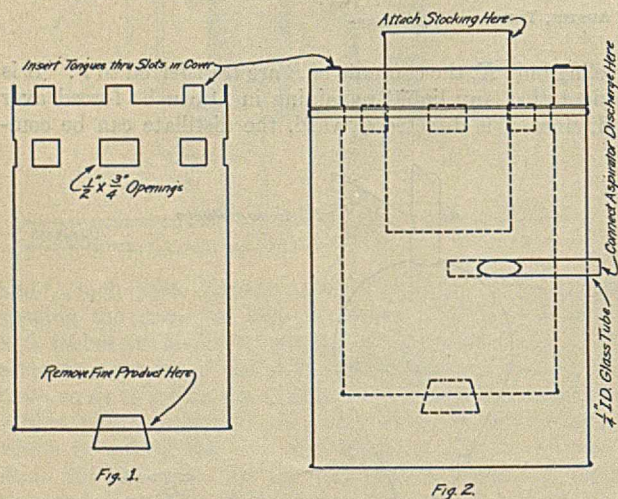 Attach Stocking Here
Insert Tongues thru Slots in Cover
1/2" x 3/4" Openings
Remove Fine Product Here
Connect Aspirator Discharge Here
1/4" I.D. Glass Tube
Fig. 1.
Fig. 2.